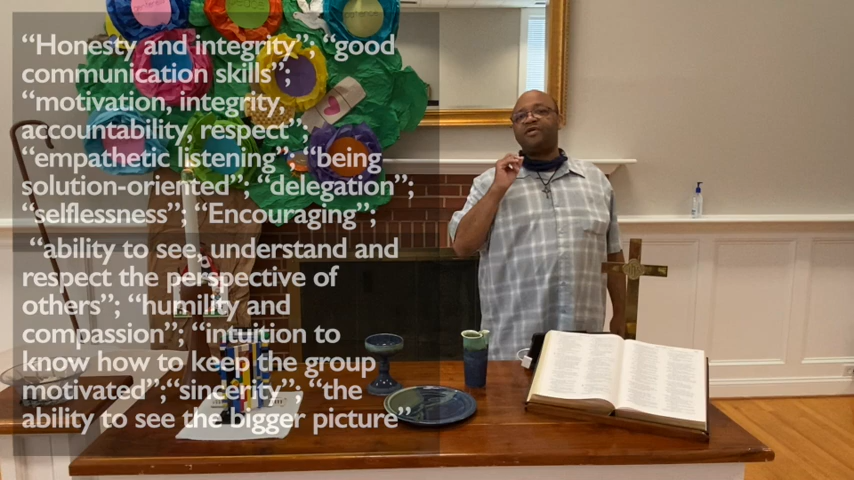 “Honesty and integrity”; “good
communication skills”;
“motivation, integrity,
accountability, respect”;
“empathetic listening”; “being
solution-oriented”; “delegation”;
“selflessness”; “Encouraging”;
“ability to see, understand and
respect the perspective of
others”; “humility and
compassion”; “intuition to
know how to keep the group
motivated”;“sincerity”; “the
ability to see the bigger picture”